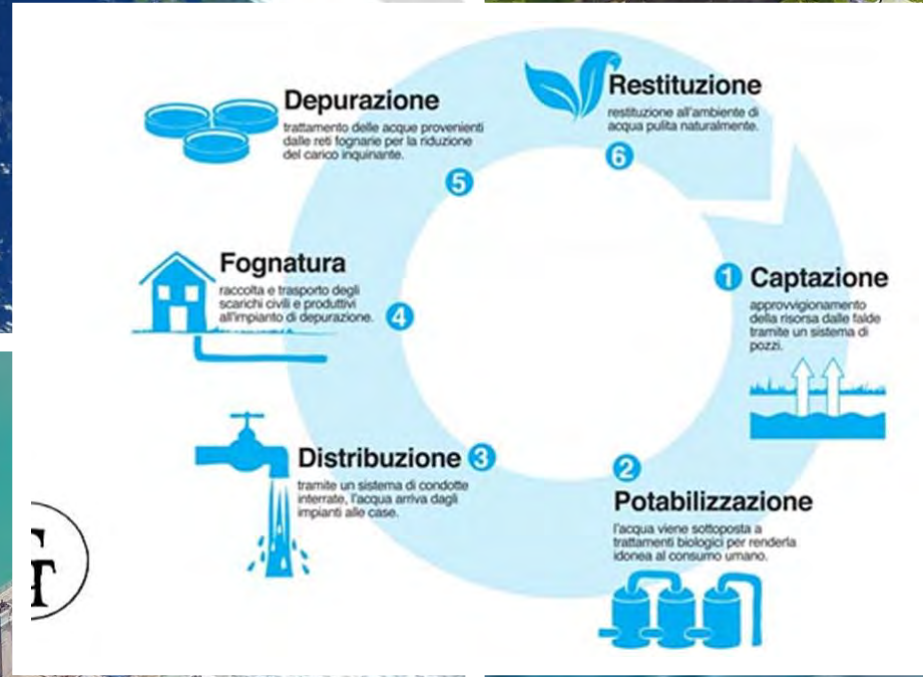 1 Captazione
approvvigionamento
della risorsa dalle falde
tramite un sistema di
pozzi.
2
Potabilizzazione
l'acqua viene sottoposta a
trattamenti biologici per renderla
idonea al consumo umano.
Distribuzione 3
tramite un sistema di condotte
interrate, l'acqua arriva dagli
impianti alle case.
Fognatura
raccolta e trasporto degli
scarichi civili e produttivi
all'impianto di depurazione. 4
Depurazione
trattamento delle acque provenienti
dalle reti fognarie per la riduzione
del carico inquinante.
5
Restituzione
restituzione all'ambiente di
acqua pulita naturalmente.
6